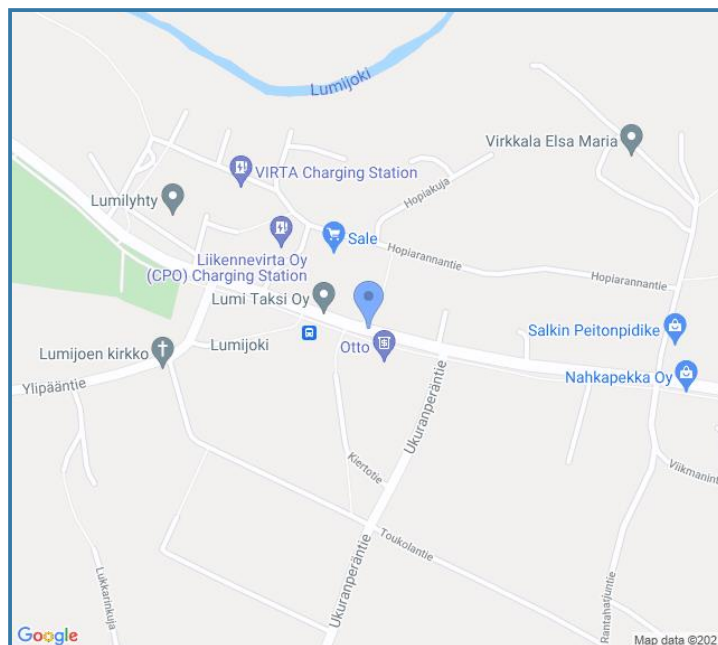 Lumijoki
Virkkala Elsa Maria
VIRTA Charging Station
Lumilyhty
Hopiakuja
Sale
Liikennevirta Oy
(CPO) Charging Station
Hopiarannantie
Hopiarannantie
Lumi Taksi Oy
Salkin Peitonpidike
Lumijoki
Otto
Lumijoen kirkko
Nahkapekka Oy
Ylipääntie
Ukuranperäntie
Kiertotie
Viikmanint
Toukolantie
Ukuranperäntie
Lukkarinkuja
Rantahatjuntie
Google
Map data ©202